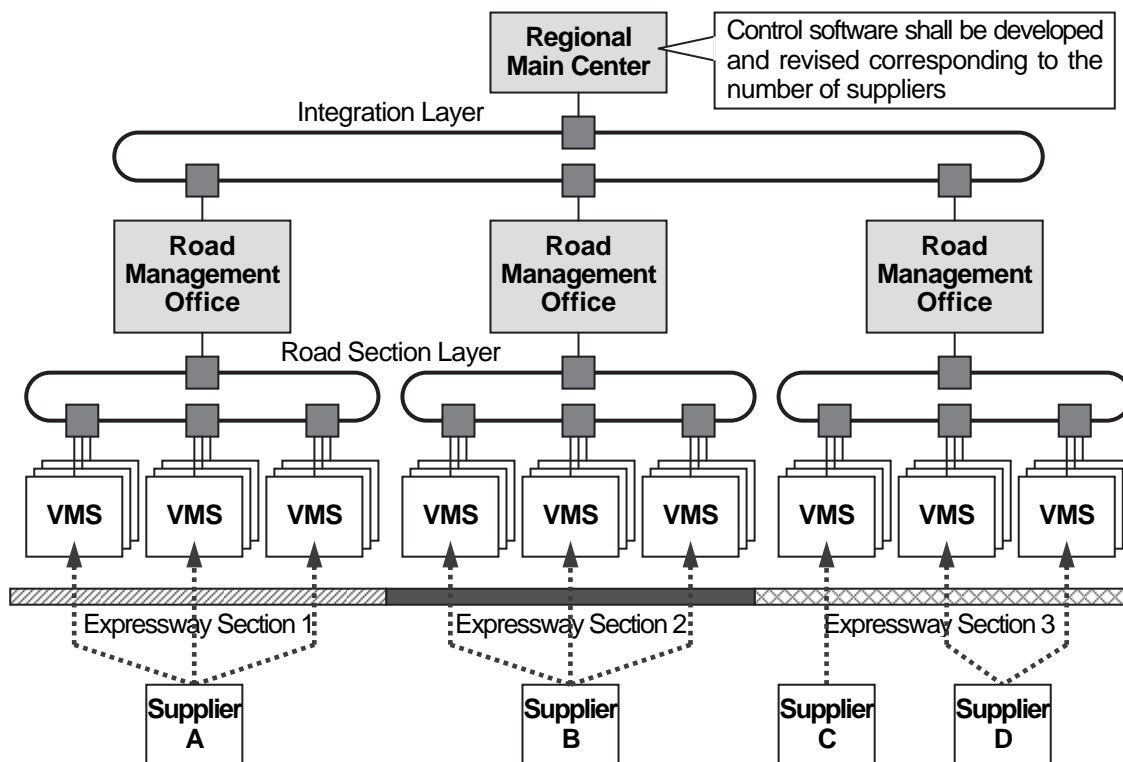 Regional
Main Center
Control software shall be developed
and revised corresponding to the
number of suppliers
Integration Layer
Road
Management
Office
Road
Management
Office
Road
Management
Office
Road Section Layer
VMS
VMS
VMS
VMS
VMS
VMS
VMS
VMS
VMS
Expressway Section 1
Expressway Section 2
Expressway Section 3
Supplier
A
Supplier
B
Supplier
C
Supplier
D